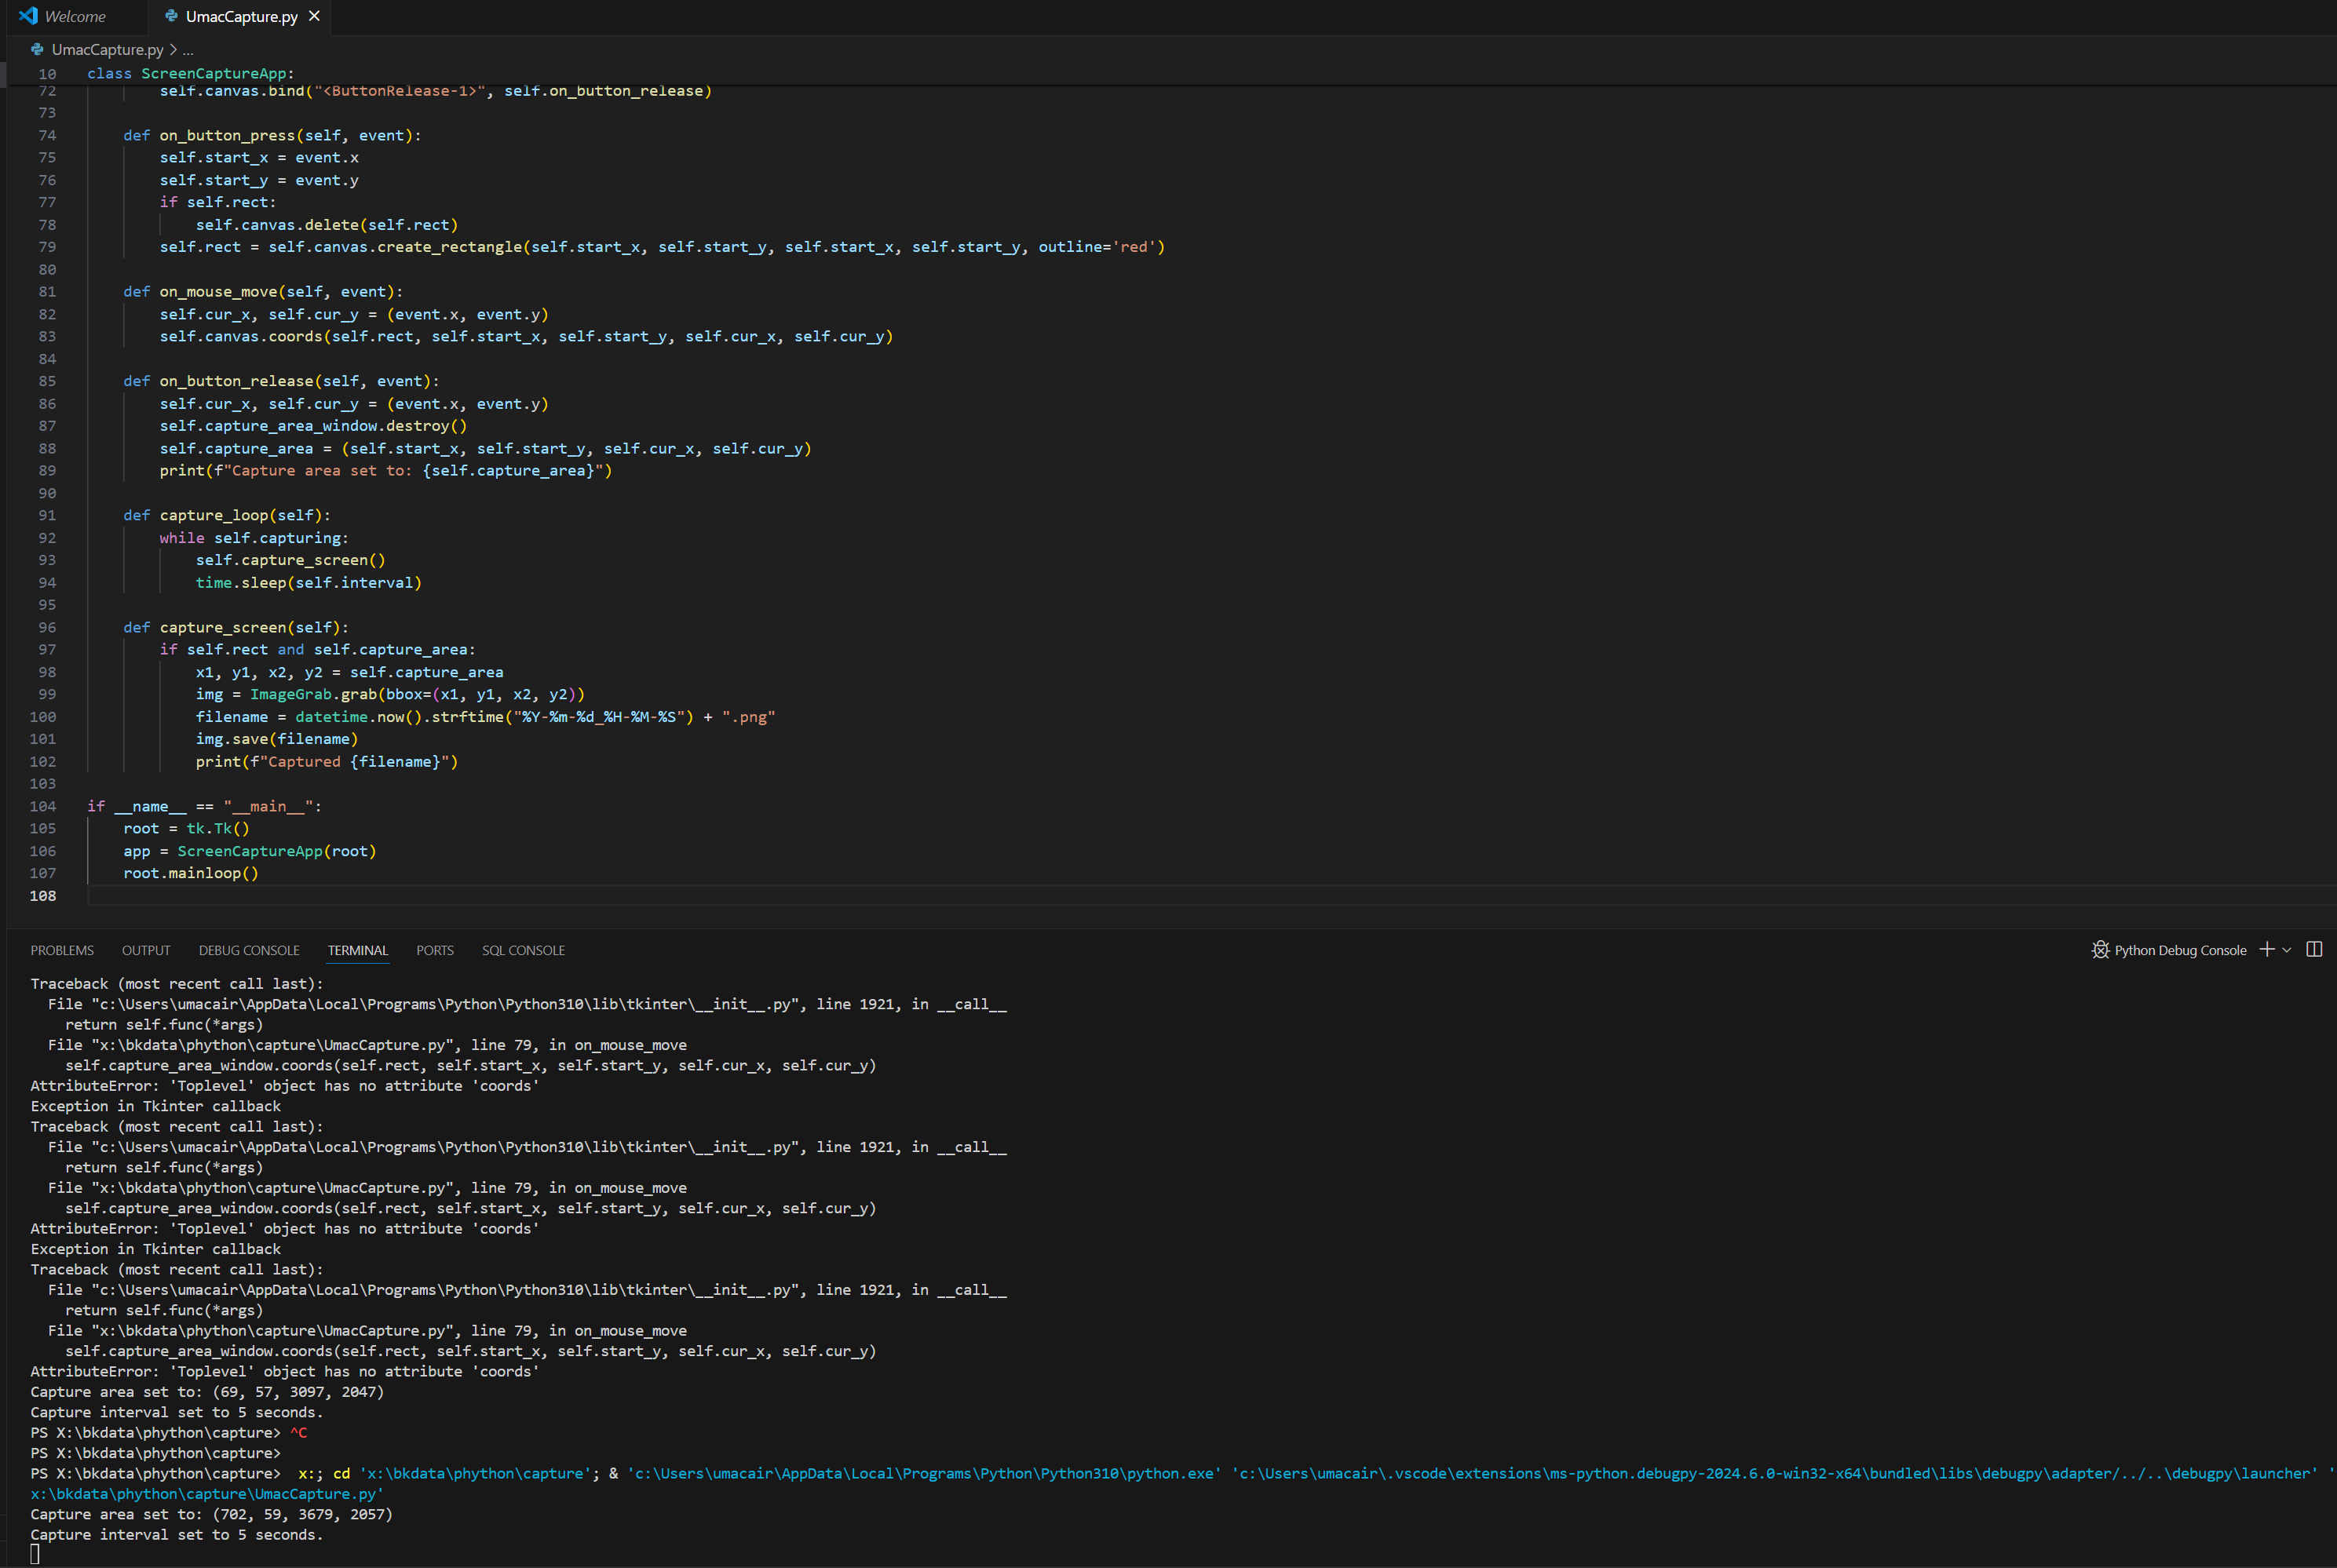 Welcome
UmacCapture.py
UmacCapture.py > ...
10 class ScreenCaptureApp:
72 self.canvas.bind("<ButtonRelease-1>", self.on_button_release)
73
74 def on_button_press(self, event):
75 self.start_x = event.x
76 self.start_y = event.y
77 if self.rect:
78 self.canvas.delete(self.rect)
79 self.rect = self.canvas.create_rectangle(self.start_x, self.start_y, self.start_x, self.start_y, outline='red')
80
81 def on_mouse_move(self, event):
82 self.cur_x, self.cur_y = (event.x, event.y)
83 self.canvas.coords(self.rect, self.start_x, self.start_y, self.cur_x, self.cur_y)
84
85 def on_button_release(self, event):
86 self.cur_x, self.cur_y = (event.x, event.y)
87 self.capture_area_window.destroy()
88 self.capture_area = (self.start_x, self.start_y, self.cur_x, self.cur_y)
89 print(f"Capture area set to: {self.capture_area}")
90
91 def capture_loop(self):
92 while self.capturing:
93 self.capture_screen()
94 time.sleep(self.interval)
95
96 def capture_screen(self):
97 if self.rect and self.capture_area:
98 x1, y1, x2, y2 = self.capture_area
99 img = ImageGrab.grab(bbox=(x1, y1, x2, y2))
100 filename = datetime.now().strftime("%Y-%m-%d_%H-%M-%S") + ".png"
101 img.save(filename)
102 print(f"Captured {filename}")
103
104 if __name__ == "__main__":
105 root = tk.Tk()
106 app = ScreenCaptureApp(root)
107 root.mainloop()
108
PROBLEMS OUTPUT DEBUG CONSOLE TERMINAL PORTS SQL CONSOLE Python Debug Console
Traceback (most recent call last):
File "c:\Users\umacair\AppData\Local\Programs\Python\Python310\lib\tkinter\__init__.py", line 1921, in __call__
return self.func(*args)
File "x:\bkdata\phython\capture\UmacCapture.py", line 79, in on_mouse_move
self.capture_area_window.coords(self.rect, self.start_x, self.start_y, self.cur_x, self.cur_y)
AttributeError: 'Toplevel' object has no attribute 'coords'
Exception in Tkinter callback
Traceback (most recent call last):
File "c:\Users\umacair\AppData\Local\Programs\Python\Python310\lib\tkinter\__init__.py", line 1921, in __call__
return self.func(*args)
File "x:\bkdata\phython\capture\UmacCapture.py", line 79, in on_mouse_move
self.capture_area_window.coords(self.rect, self.start_x, self.start_y, self.cur_x, self.cur_y)
AttributeError: 'Toplevel' object has no attribute 'coords'
Exception in Tkinter callback
Traceback (most recent call last):
File "c:\Users\umacair\AppData\Local\Programs\Python\Python310\lib\tkinter\__init__.py", line 1921, in __call__
return self.func(*args)
File "x:\bkdata\phython\capture\UmacCapture.py", line 79, in on_mouse_move
self.capture_area_window.coords(self.rect, self.start_x, self.start_y, self.cur_x, self.cur_y)
AttributeError: 'Toplevel' object has no attribute 'coords'
Capture area set to: (69, 57, 3097, 2047)
Capture interval set to 5 seconds.
PS X:\bkdata\phython\capture> ^C
PS X:\bkdata\phython\capture>
PS X:\bkdata\phython\capture> x:; cd 'x:\bkdata\phython\capture'; & 'c:\Users\umacair\AppData\Local\Programs\Python\Python310\python.exe' 'c:\Users\umacair\.vscode\extensions\ms-python.debugpy-2024.6.0-win32-x64\bundled\libs\debugpy\adapter/../..\debugpy\launcher' '
x:\bkdata\phython\capture\UmacCapture.py'
Capture area set to: (702, 59, 3679, 2057)
Capture interval set to 5 seconds.